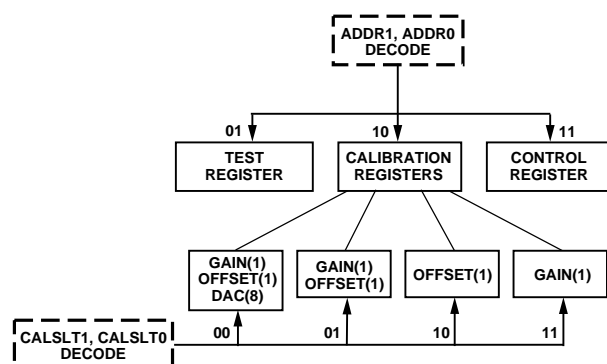 ADDR1, ADDR0
DECODE
01
10
11
TEST
REGISTER
CALIBRATION
REGISTERS
CONTROL
REGISTER
GAIN(1)
OFFSET(1)
DAC(8)
GAIN(1)
OFFSET(1)
OFFSET(1)
GAIN(1)
CALSLT1, CALSLT0
DECODE
00
01
10
11